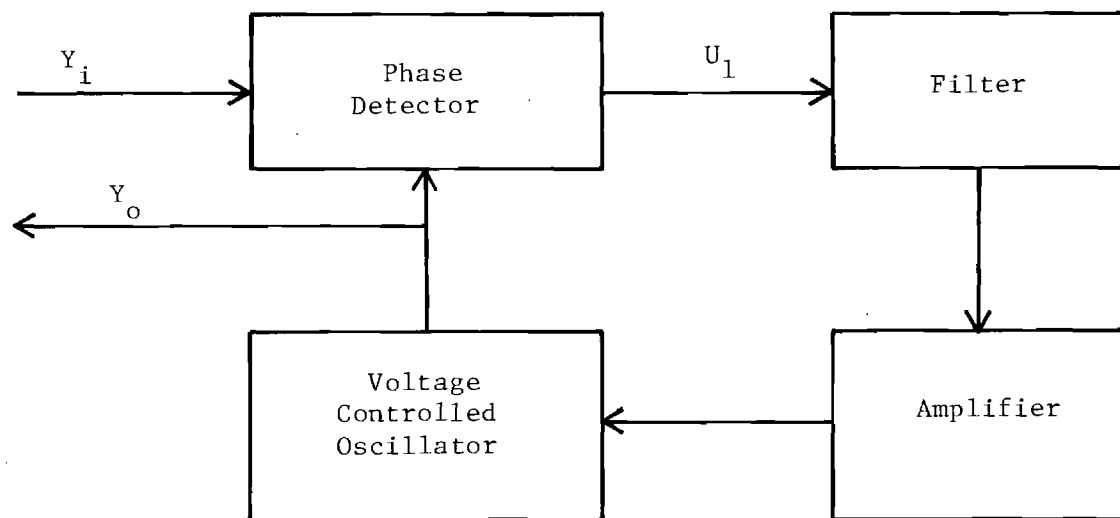 Y_i
Phase
Detector
U_1
Filter
Y_o
Voltage
Controlled
Oscillator
Amplifier